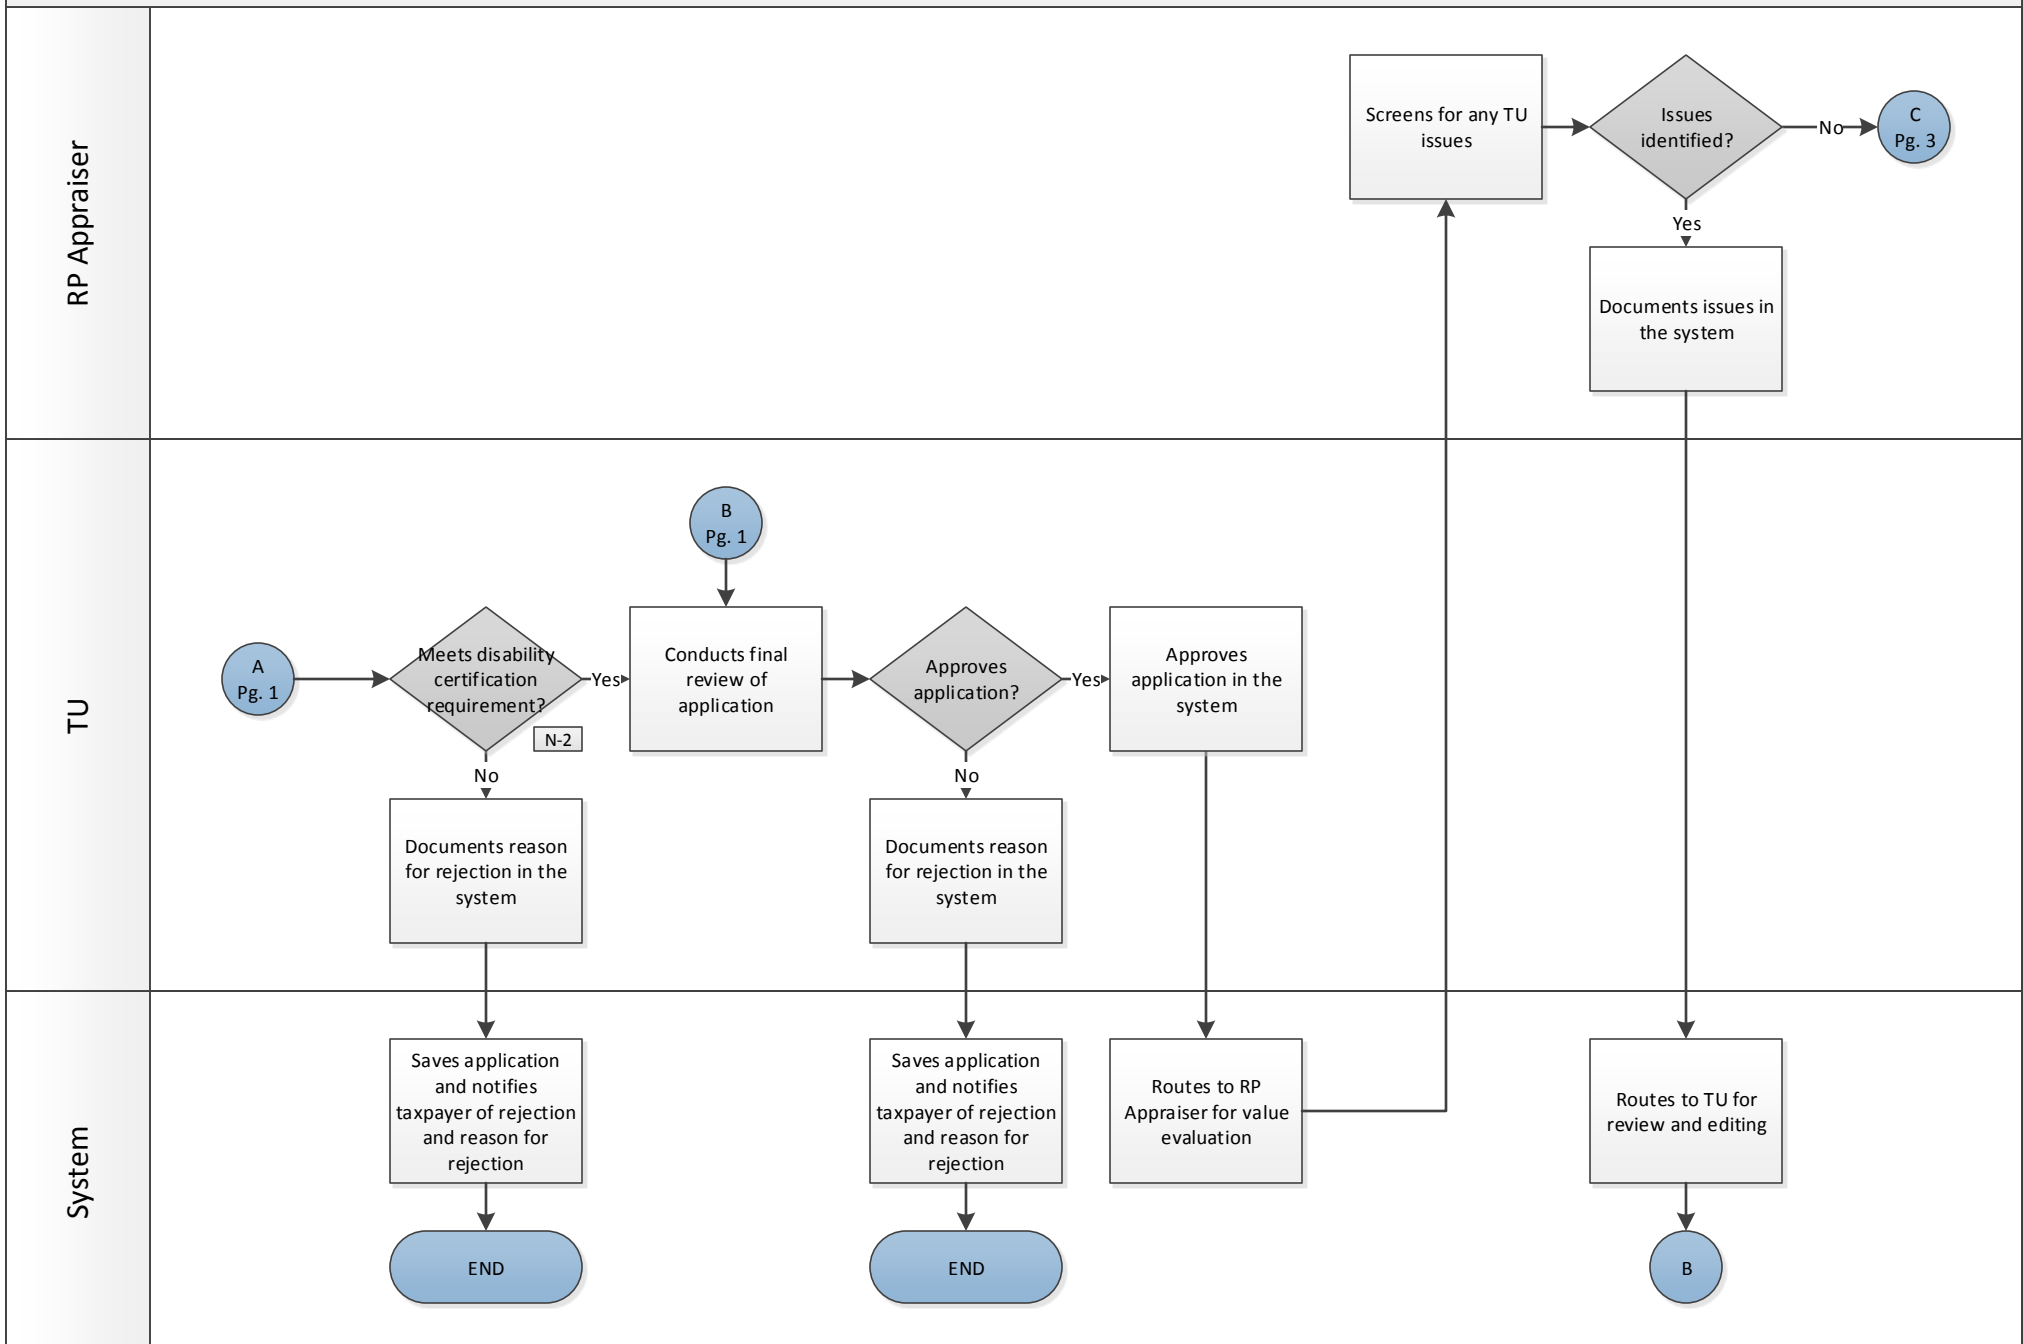 RP Appraiser
Screens for any TU
issues
Issues
identified?
No
C
Pg. 3
Yes
Documents issues in
the system
TU
B
Pg. 1
A
Pg. 1
Meets disability
certification
requirement?
N-2
Yes
Conducts final
review of
application
Approves
application?
Yes
Approves
application in the
system
No
No
Documents reason
for rejection in the
system
Documents reason
for rejection in the
system
System
Saves application
and notifies
taxpayer of rejection
and reason for
rejection
Saves application
and notifies
taxpayer of rejection
and reason for
rejection
Routes to RP
Appraiser for value
evaluation
Routes to TU for
review and editing
END
END
B